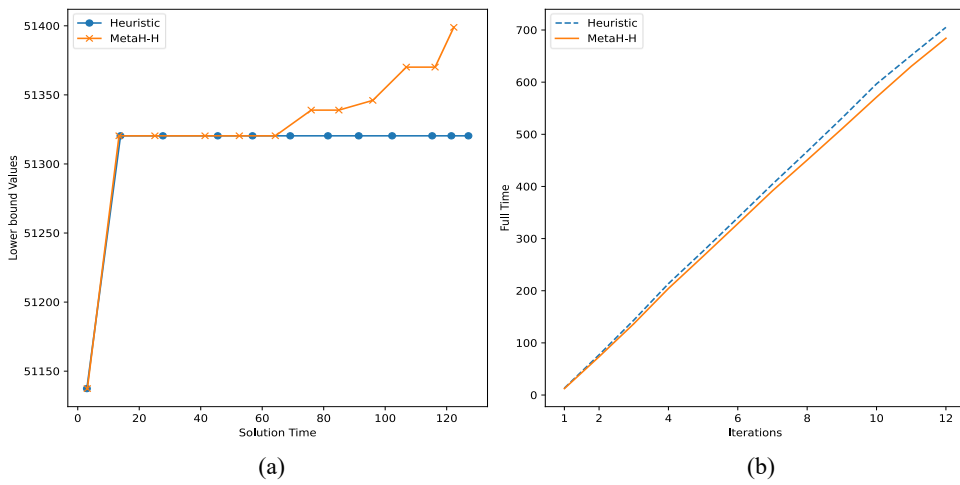 Heuristic
MetaH-H
51400
51350
51300
51250
51200
51150
Lower bound Values
0 20 40 60 80 100 120
Solution Time
(a)
Heuristic
MetaH-H
700
600
500
400
300
200
100
0
Full Time
1 2 4 6 8 10 12
Iterations
(b)